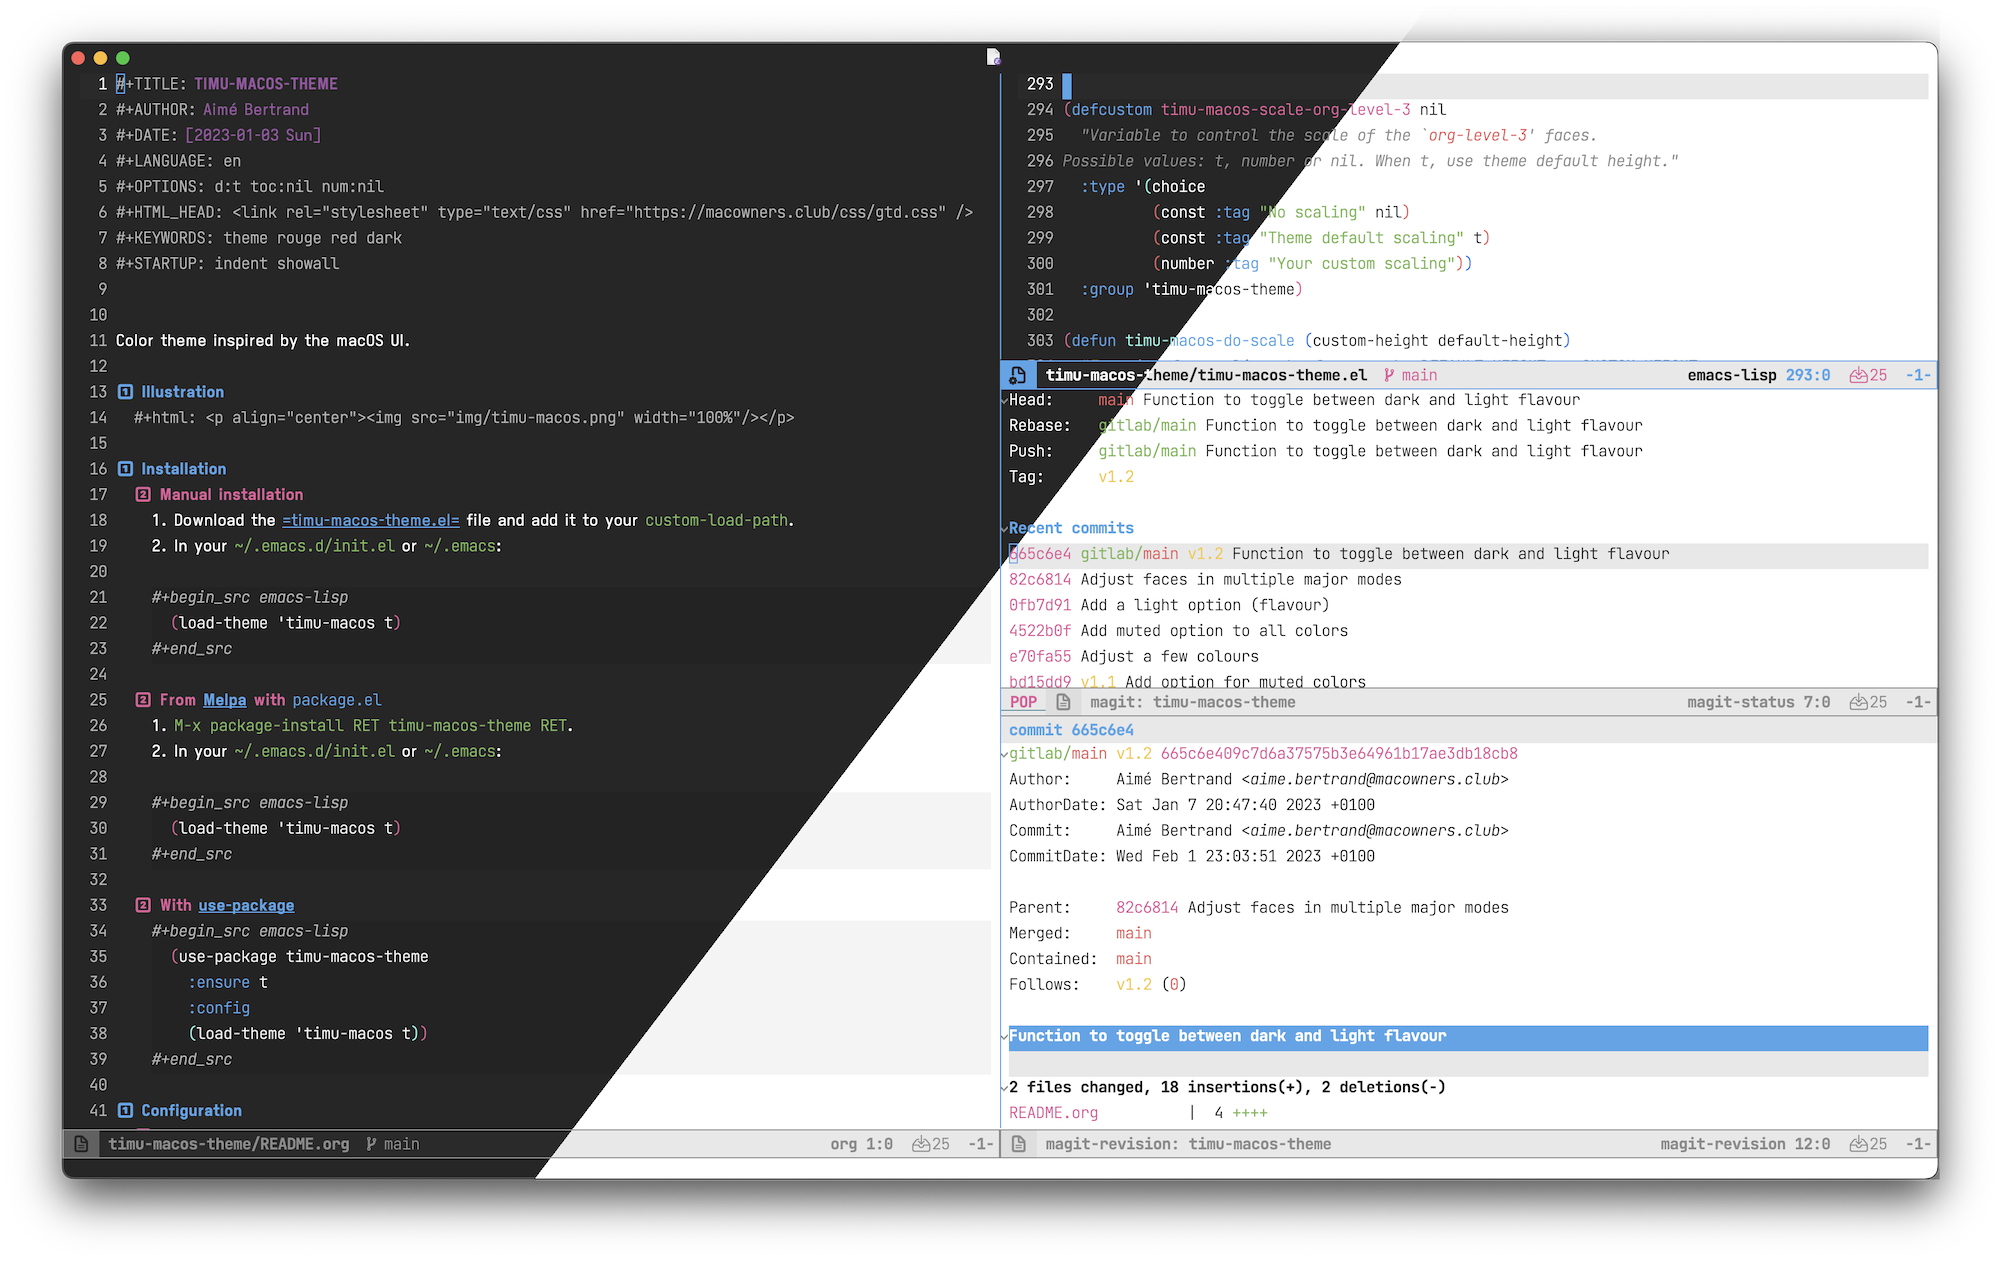 1 #+TITLE: TIMU-MACOS-THEME
2 #+AUTHOR: Aimé Bertrand
3 #+DATE: [2023-01-03 Sun]
4 #+LANGUAGE: en
5 #+OPTIONS: d:t toc:nil num:nil
6 #+HTML_HEAD: <link rel="stylesheet" type="text/css" href="https://macowners.club/css/gtd.css" />
7 #+KEYWORDS: theme rouge red dark
8 #+STARTUP: indent showall
9
10
11 Color theme inspired by the macOS UI.
12
13 1 Illustration
14 #+html: <p align="center"><img src="img/timu-macos.png" width="100%"/></p>
15
16 1 Installation
17 2 Manual installation
18 1. Download the =timu-macos-theme.el= file and add it to your custom-load-path.
19 2. In your ~/.emacs.d/init.el or ~/.emacs:
20
21 #+begin_src emacs-lisp
22 (load-theme 'timu-macos t)
23 #+end_src
24
25 2 From Melpa with package.el
26 1. M-x package-install RET timu-macos-theme RET.
27 2. In your ~/.emacs.d/init.el or ~/.emacs:
28
29 #+begin_src emacs-lisp
30 (load-theme 'timu-macos t)
31 #+end_src
32
33 2 With use-package
34 #+begin_src emacs-lisp
35 (use-package timu-macos-theme
36 :ensure t
37 :config
38 (load-theme 'timu-macos t))
39 #+end_src
40
41 1 Configuration
timu-macos-theme/README.org main org 1:0 25 -1-
293
294 (defcustom timu-macos-scale-org-level-3 nil
295 "Variable to control the scale of the `org-level-3' faces.
296 Possible values: t, number or nil. When t, use theme default height."
297 :type '(choice
298 (const :tag "No scaling" nil)
299 (const :tag "Theme default scaling" t)
300 (number :tag "Your custom scaling"))
301 :group 'timu-macos-theme)
302
303 (defun timu-macos-do-scale (custom-height default-height)
timu-macos-theme/timu-macos-theme.el main emacs-lisp 293:0 25 -1-
Head: main Function to toggle between dark and light flavour
Rebase: gitlab/main Function to toggle between dark and light flavour
Push: gitlab/main Function to toggle between dark and light flavour
Tag: v1.2
Recent commits
665c6e4 gitlab/main v1.2 Function to toggle between dark and light flavour
82c6814 Adjust faces in multiple major modes
0fb7d91 Add a light option (flavour)
4522b0f Add muted option to all colors
e70fa55 Adjust a few colours
bd15dd9 v1.1 Add option for muted colors
POP magit: timu-macos-theme magit-status 7:0 25 -1-
commit 665c6e4
gitlab/main v1.2 665c6e409c7d6a37575b3e64961b17ae3db18cb8
Author: Aimé Bertrand <aime.bertrand@macowners.club>
AuthorDate: Sat Jan 7 20:47:40 2023 +0100
Commit: Aimé Bertrand <aime.bertrand@macowners.club>
CommitDate: Wed Feb 1 23:03:51 2023 +0100
Parent: 82c6814 Adjust faces in multiple major modes
Merged: main
Contained: main
Follows: v1.2 (0)
Function to toggle between dark and light flavour
2 files changed, 18 insertions(+), 2 deletions(-)
README.org | 4 ++++
magit-revision: timu-macos-theme magit-revision 12:0 25 -1-